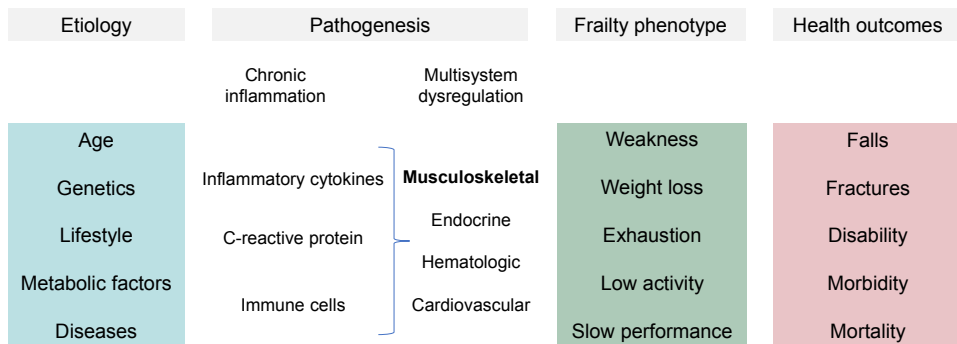 Etiology
Pathogenesis
Frailty phenotype
Health outcomes
Chronic
inflammation
Multisystem
dysregulation
Age
Genetics
Lifestyle
Metabolic factors
Diseases
Inflammatory cytokines
C-reactive protein
Immune cells
Musculoskeletal
Endocrine
Hematologic
Cardiovascular
Weakness
Weight loss
Exhaustion
Low activity
Slow performance
Falls
Fractures
Disability
Morbidity
Mortality